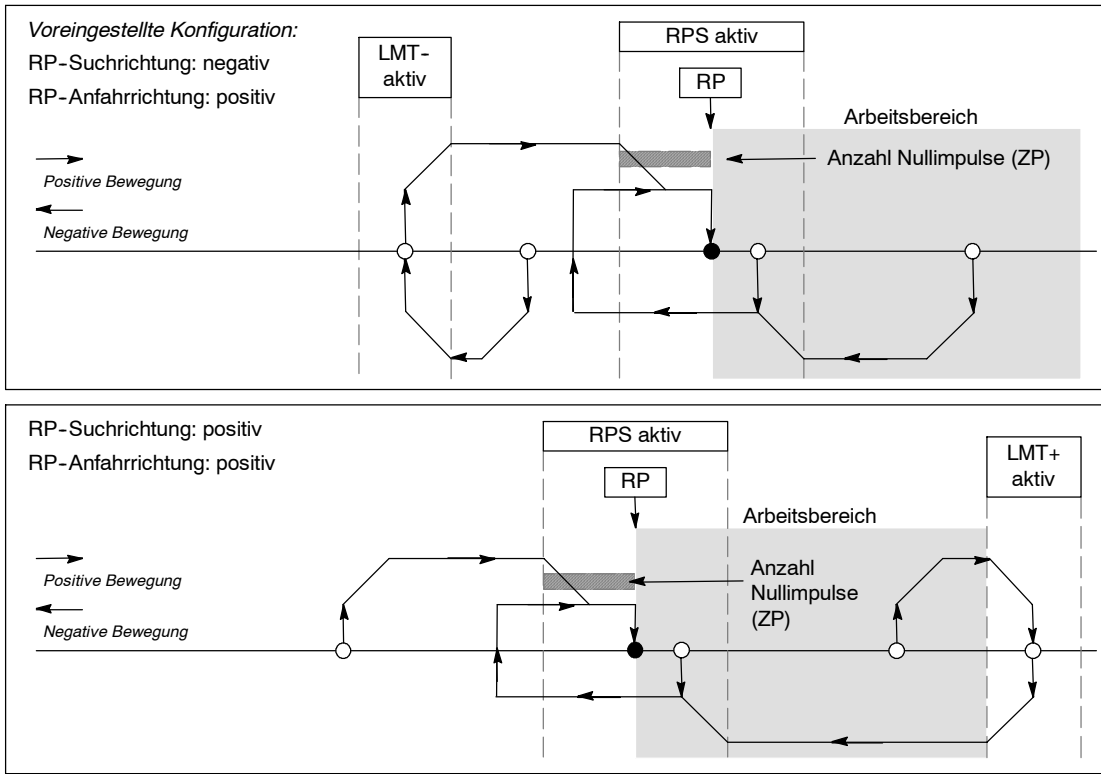 Voreingestellte Konfiguration:
RP-Suchrichtung: negativ
RP-Anfahrrichtung: positiv
LMT-
aktiv
RPS aktiv
RP
Arbeitsbereich
Anzahl Nullimpulse (ZP)
Positive Bewegung
Negative Bewegung
RP-Suchrichtung: positiv
RP-Anfahrrichtung: positiv
RPS aktiv
LMT+
aktiv
RP
Arbeitsbereich
Anzahl
Nullimpulse
(ZP)
Positive Bewegung
Negative Bewegung